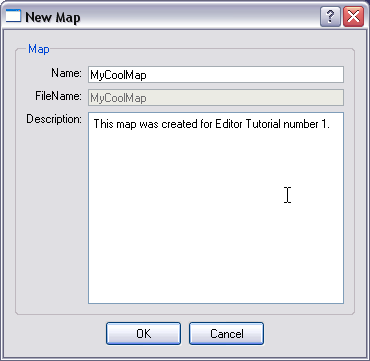 New Map
Map
Name: MyCoolMap
FileName: MyCoolMap
Description: This map was created for Editor Tutorial number 1.
OK Cancel